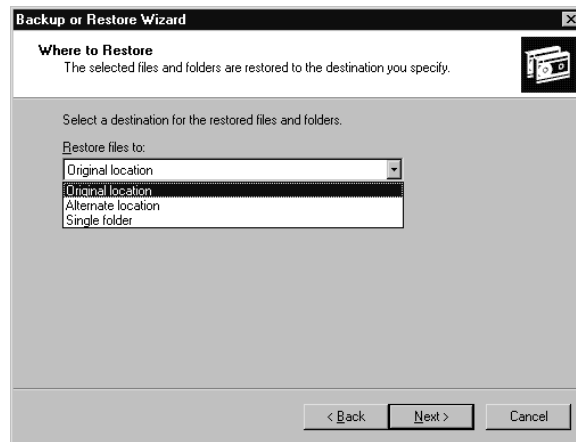 Backup or Restore Wizard
Where to Restore
The selected files and folders are restored to the destination you specify.
Select a destination for the restored files and folders.
Restore files to:
Original location
Original location
Alternate location
Single folder
< Back
Next >
Cancel